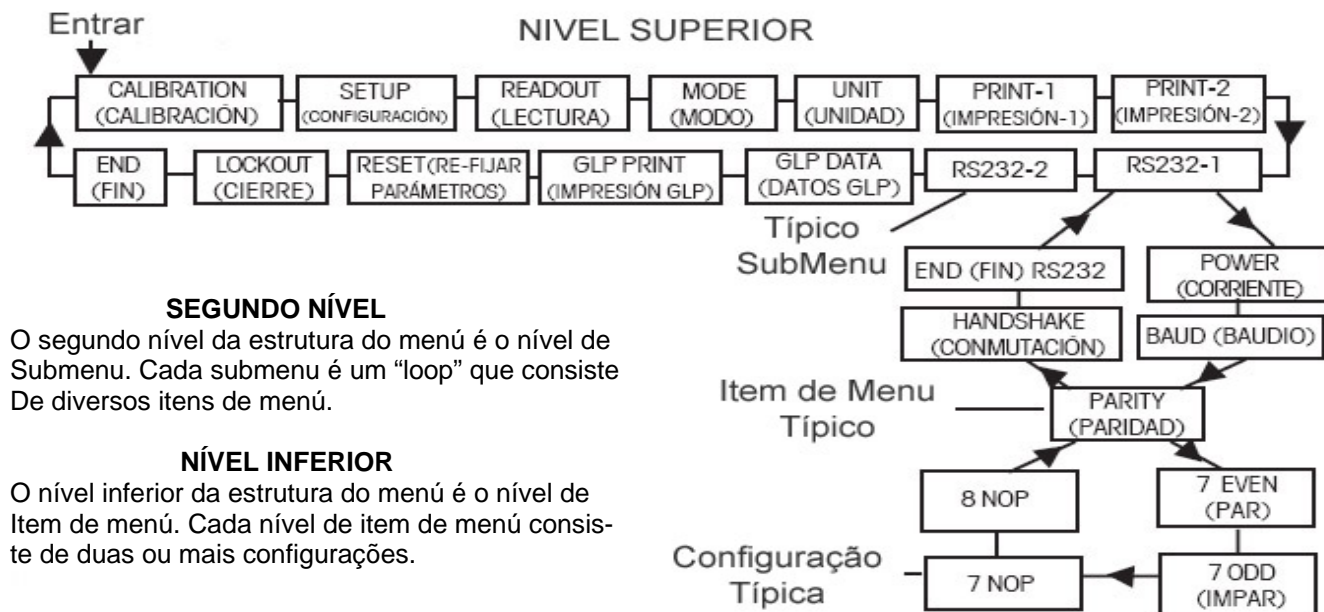 Entrar
NIVEL SUPERIOR
CALIBRATION
(CALIBRACIÓN)
SETUP
(CONFIGURACIÓN)
READOUT
(LECTURA)
MODE
(MODO)
UNIT
(UNIDAD)
PRINT-1
(IMPRESIÓN-1)
PRINT-2
(IMPRESIÓN-2)
END
(FIN)
LOCKOUT
(CIERRE)
RESET(RE-FIJAR
PARÁMETROS)
GLP PRINT
(IMPRESIÓN GLP)
GLP DATA
(DATOS GLP)
RS232-2
RS232-1
Típico
SubMenu
END (FIN) RS232
POWER
(CORRIENTE)
HANDSHAKE
(CONMUTACIÓN)
BAUD (BAUDIO)
SEGUNDO NÍVEL
O segundo nível da estrutura do menú é o nível de
Submenu. Cada submenu é um “loop” que consiste
De diversos itens de menú.
Item de Menu
Típico
PARITY
(PARIDAD)
NÍVEL INFERIOR
O nível inferior da estrutura do menú é o nível de
Item de menú. Cada nível de item de menú consis-
te de duas ou mais configurações.
8 NOP
7 EVEN
(PAR)
Configuração
Típica
7 NOP
7 ODD
(IMPAR)